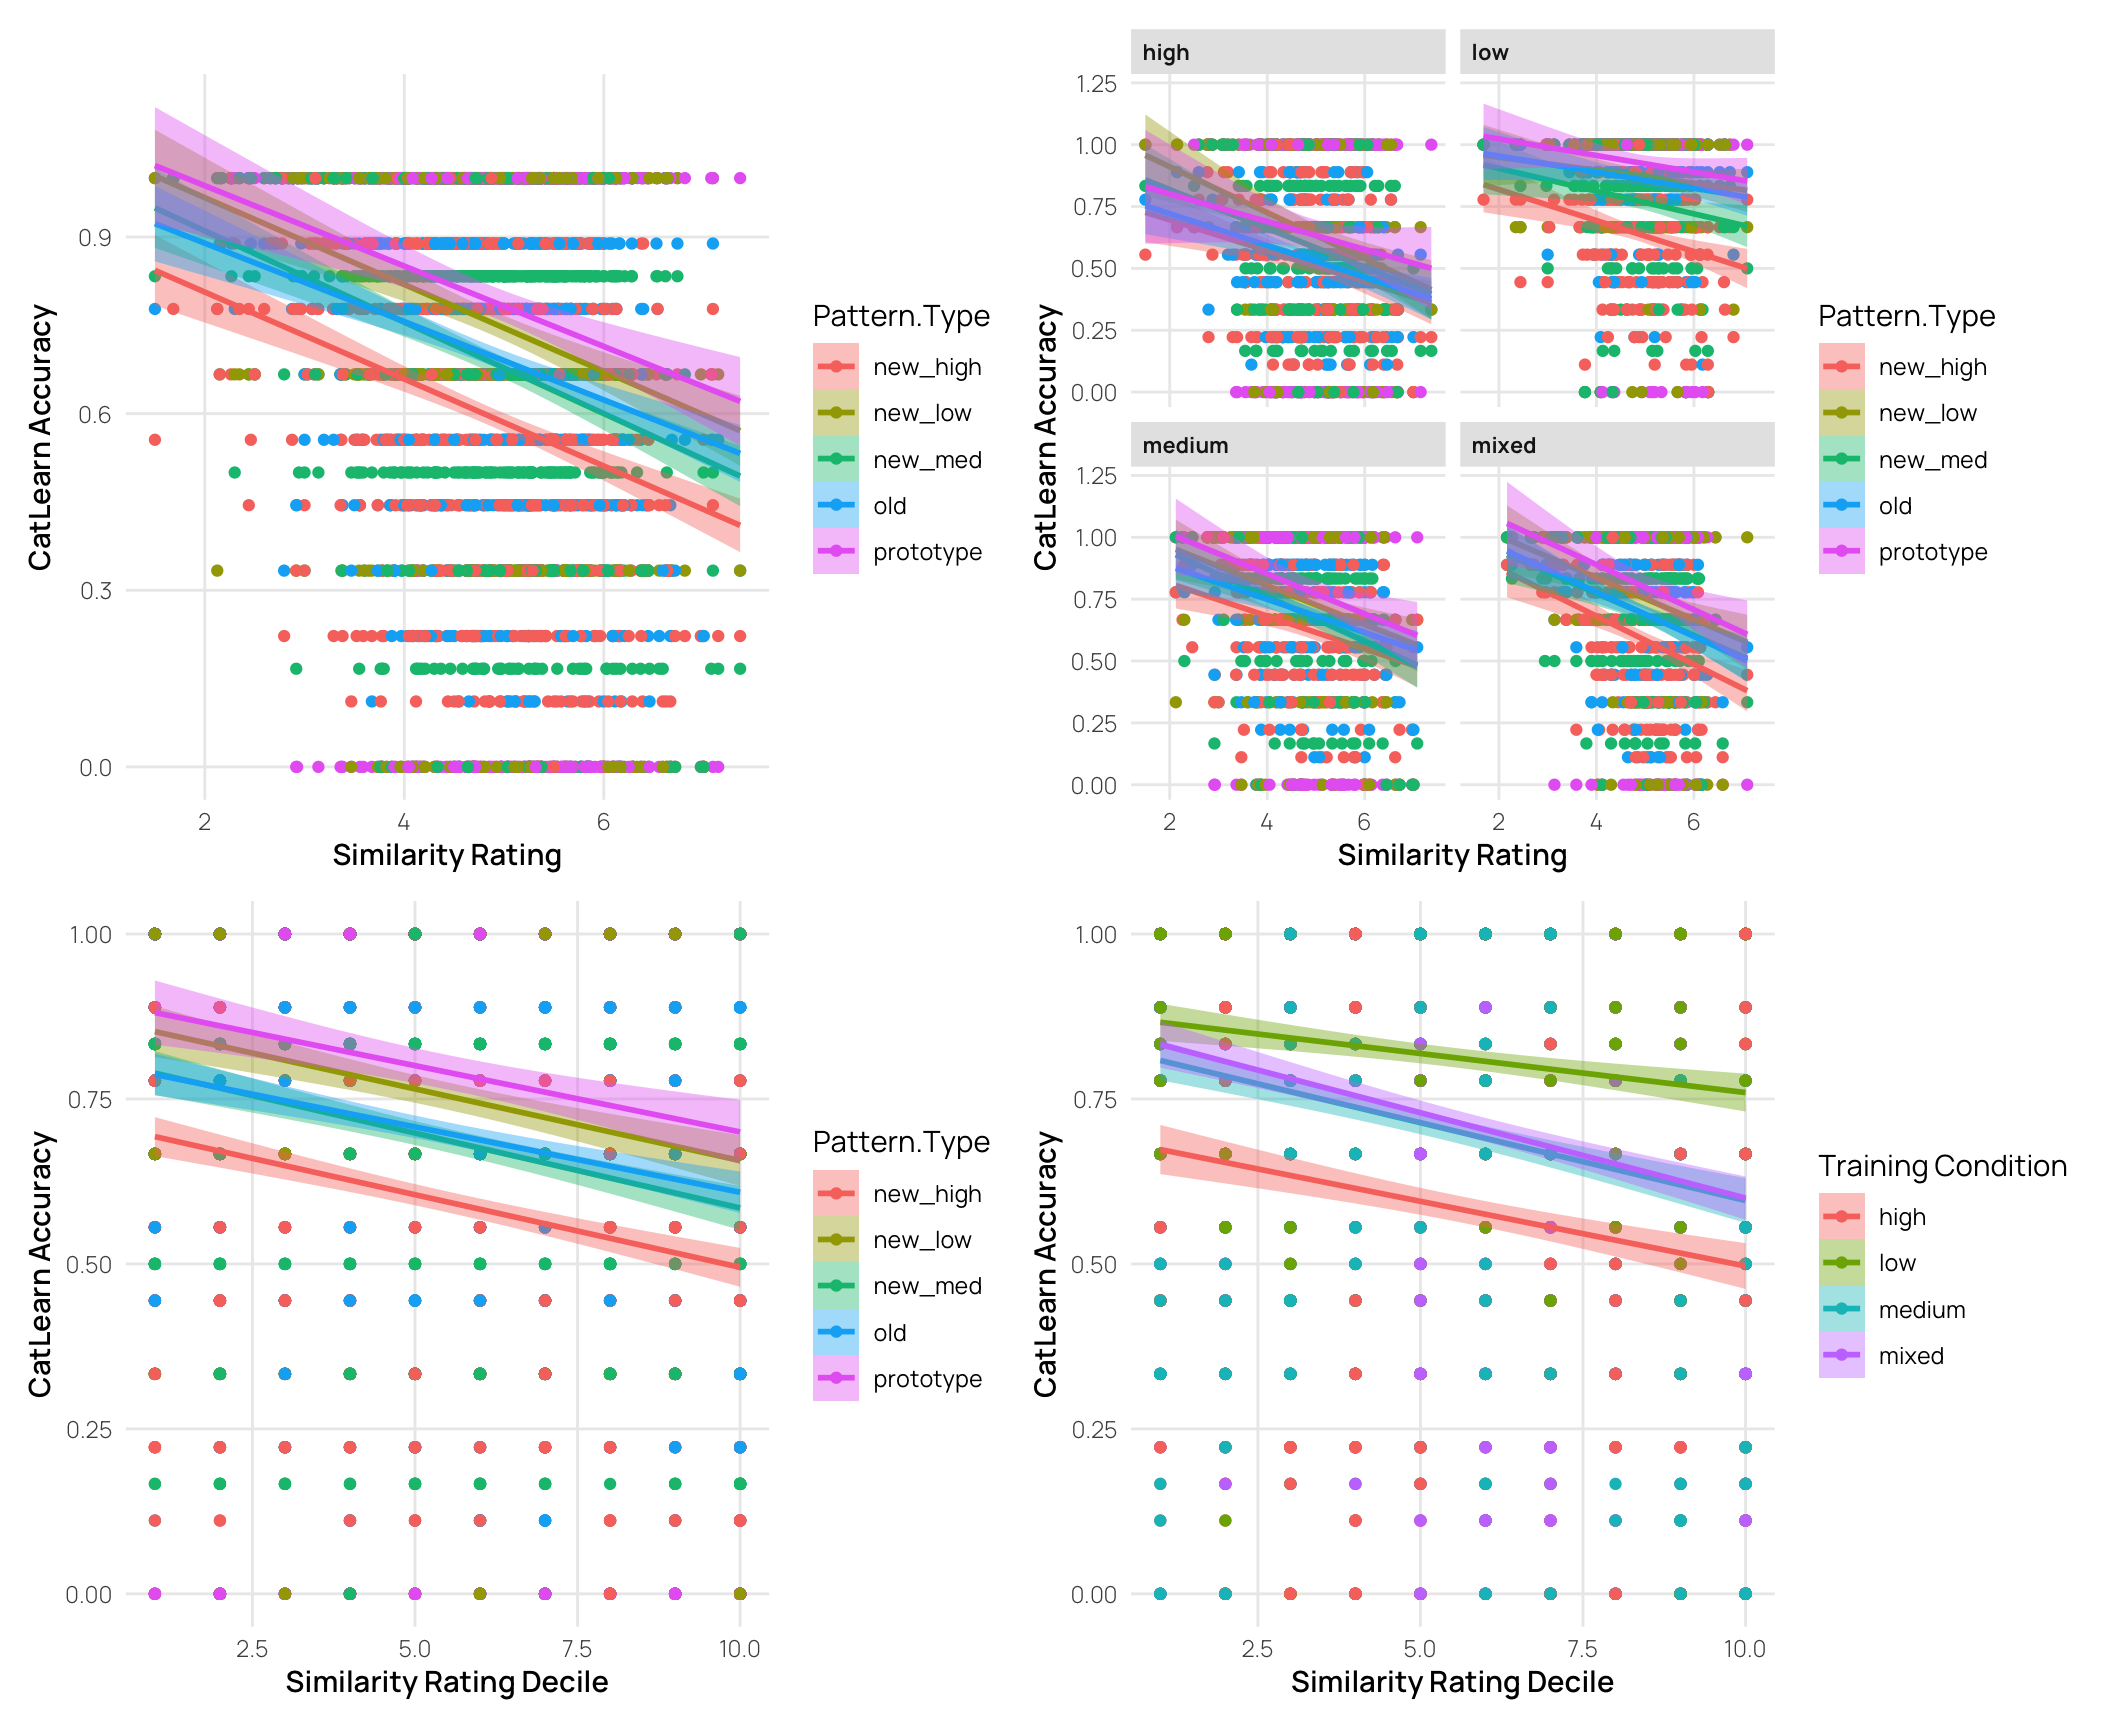 CatLearn Accuracy
0.9
0.6
0.3
0.0
2 4 6
Similarity Rating
Pattern.Type
new_high
new_low
new_med
old
prototype
CatLearn Accuracy
high
low
1.25
1.00
0.75
0.50
0.25
0.00
medium
mixed
1.25
1.00
0.75
0.50
0.25
0.00
2 4 6 2 4 6
Similarity Rating
Pattern.Type
new_high
new_low
new_med
old
prototype
CatLearn Accuracy
1.00
0.75
0.50
0.25
0.00
2.5 5.0 7.5 10.0
Similarity Rating Decile
Pattern.Type
new_high
new_low
new_med
old
prototype
CatLearn Accuracy
1.00
0.75
0.50
0.25
0.00
2.5 5.0 7.5 10.0
Similarity Rating Decile
Training Condition
high
low
medium
mixed